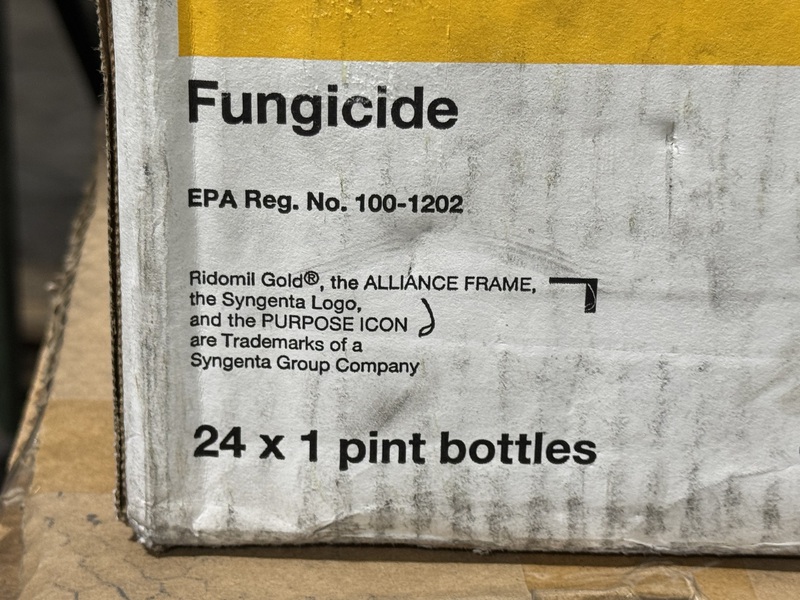 Fungicide
EPA Reg. No. 100-1202
Ridomil Gold®, the ALLIANCE FRAME,
the Syngenta Logo,
and the PURPOSE ICON
are Trademarks of a
Syngenta Group Company
24 x 1 pint bottles